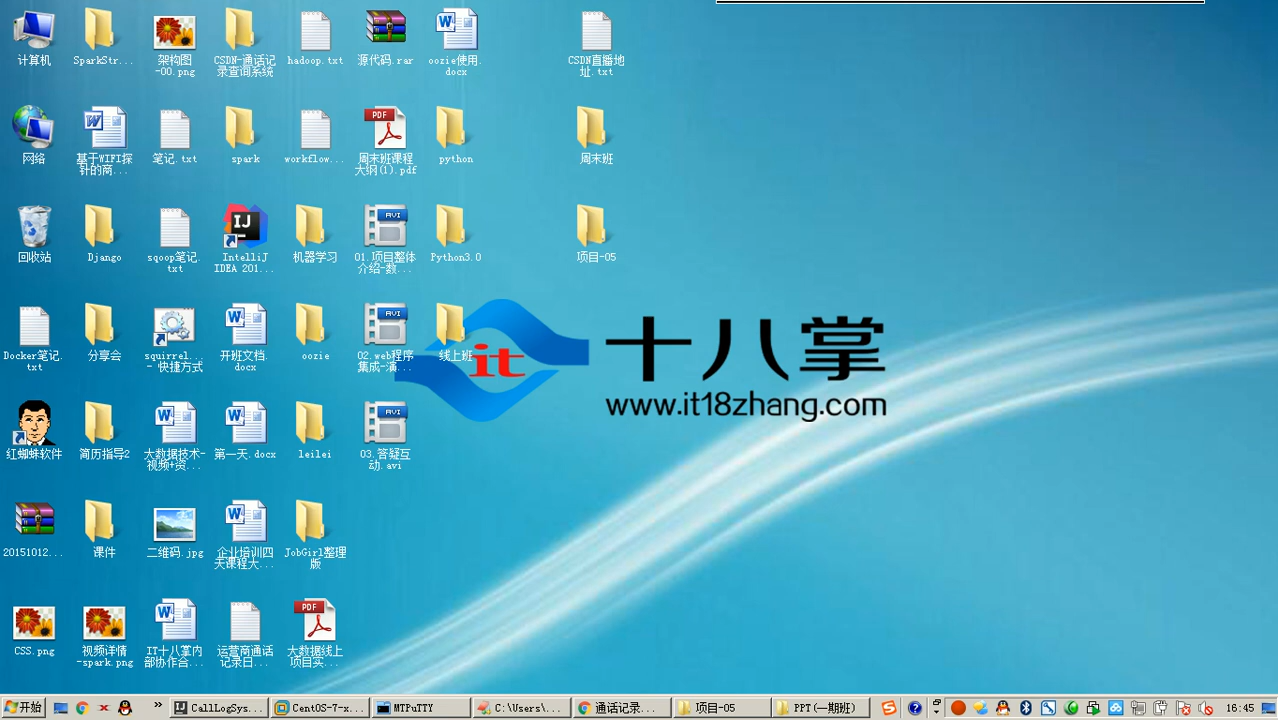 计算机
SparkStr...
架构图
-00.png
CSDN-通话记
录查询系统
hadoop.txt
源代码.rar
oozie使用.
docx
CSDN直播地
址.txt
网络
基于WIFI探
针的商...
笔记.txt
spark
workflow...
周末班课程
大纲(1).pdf
python
周末班
回收站
Django
sqoop笔记.
txt
IntelliJ
IDEA 201...
机器学习
01.项目整体
介绍-数...
Python3.0
项目-05
Docker笔记.
txt
分享会
squirrel...
- 快捷方式
开班文档.
docx
oozie
02.web程序
集成-演...
线上班
it
十八掌
www.it18zhang.com
红蜘蛛软件
简历指导2
大数据技术-
视频+资...
第一天.docx
leilei
03.答疑互
动.avi
20151012...
课件
二维码.jpg
企业培训四
天课程大...
JobGirl整理
版
CSS.png
视频详情
-spark.png
IT十八掌内
部协作合...
运营商通话
记录日...
大数据线上
项目实...
开始
CallLogSys...
CentOS-7-x...
MTPuTTY
C:\Users\...
通话记录...
项目-05
PPT(一期班)
16:45